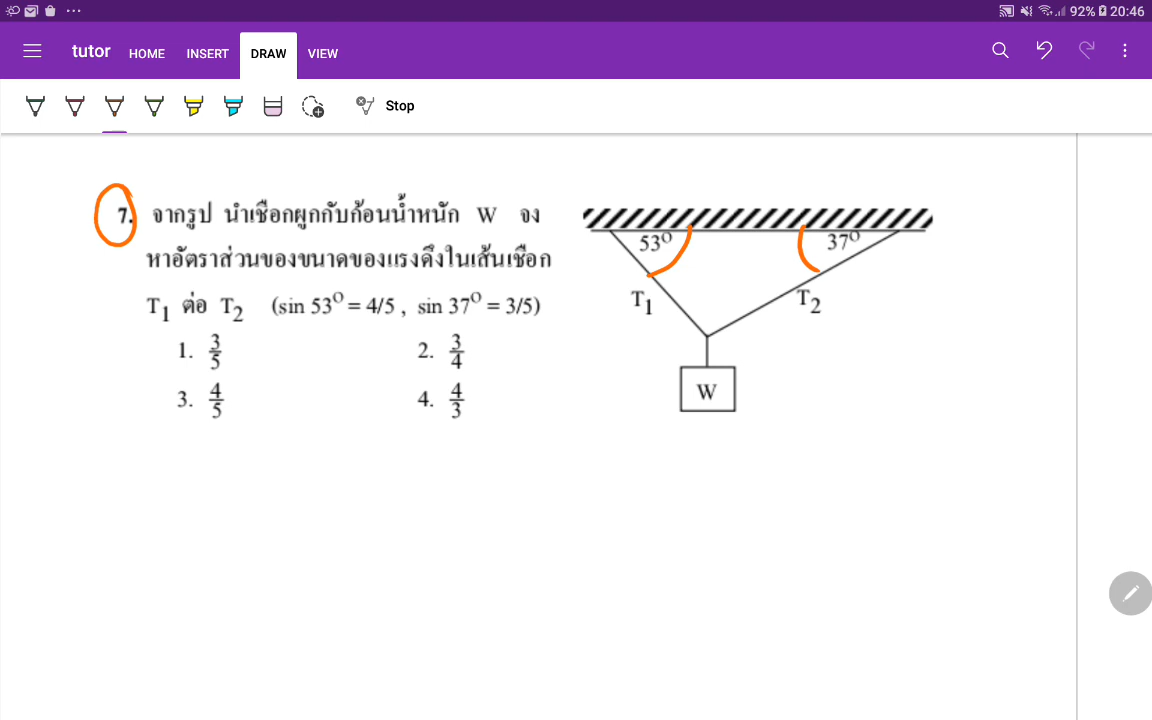 92% 20:46
tutor HOME INSERT DRAW VIEW
Stop
7. จากรูป นำเชือกผูกกับก้อนน้ำหนัก W จง
หาอัตราส่วนของขนาดของแรงดึงในเส้นเชือก
T₁ ต่อ T₂ (sin 53⁰ = 4/5 , sin 37⁰ = 3/5)
1. 3/5 2. 3/4
3. 4/5 4. 4/3
53⁰ 37⁰
T₁ T₂
W